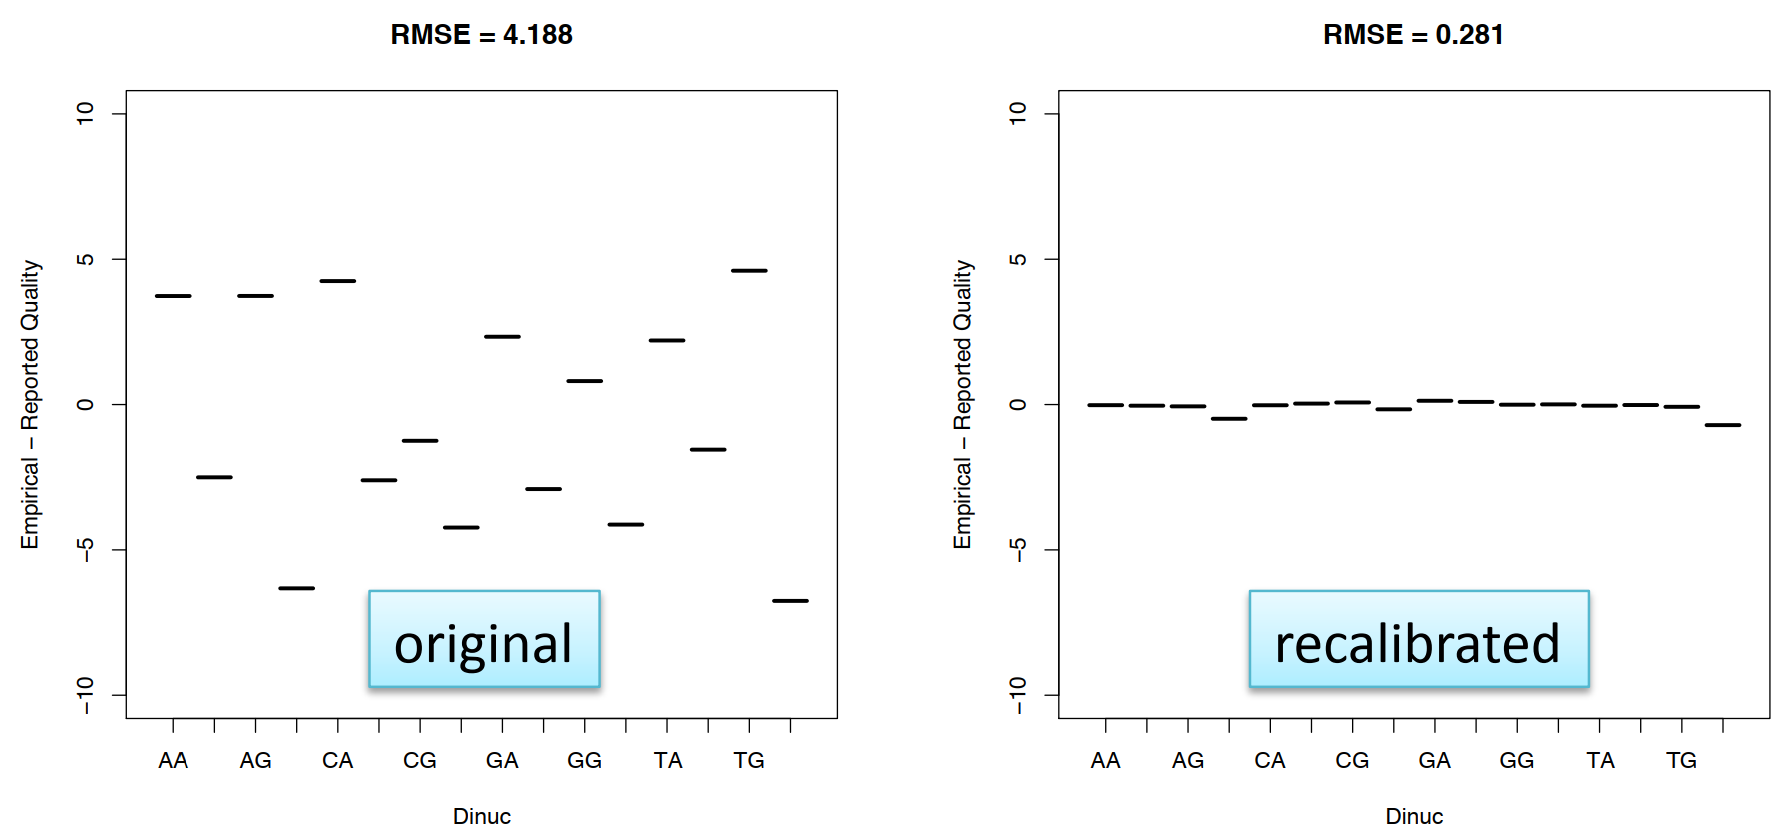 RMSE = 4.188
10
5
0
−5
−10
Empirical − Reported Quality
original
AA AG CA CG GA GG TA TG
Dinuc
RMSE = 0.281
10
5
0
−5
−10
Empirical − Reported Quality
recalibrated
AA AG CA CG GA GG TA TG
Dinuc